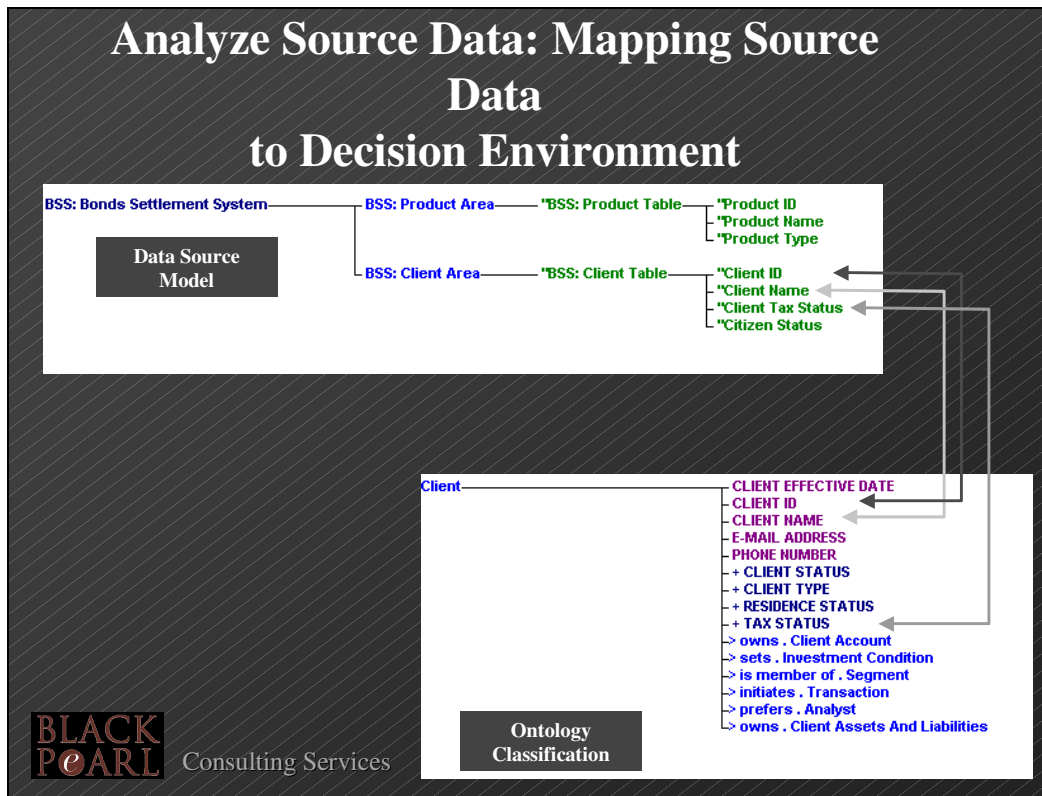 Analyze Source Data: Mapping Source
Data
to Decision Environment
BSS: Bonds Settlement System
BSS: Product Area
"BSS: Product Table
"Product ID
"Product Name
"Product Type
Data Source
Model
BSS: Client Area
"BSS: Client Table
"Client ID
"Client Name
"Client Tax Status
"Citizen Status
Client
CLIENT EFFECTIVE DATE
CLIENT ID
CLIENT NAME
E-MAIL ADDRESS
PHONE NUMBER
+ CLIENT STATUS
+ CLIENT TYPE
+ RESIDENCE STATUS
+ TAX STATUS
> owns . Client Account
> sets . Investment Condition
> is member of . Segment
> initiates . Transaction
> prefers . Analyst
> owns . Client Assets And Liabilities
Ontology
Classification
BLACK
PeARL
Consulting Services